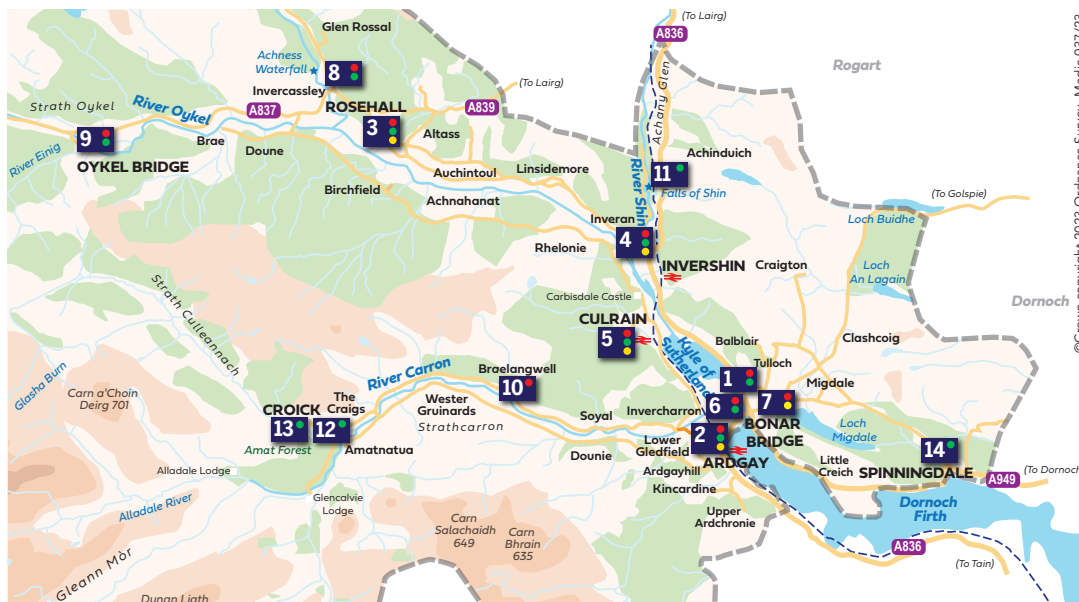 (To Lairg)
A836
Glen Rossal
Achness
Waterfall
8
Invercassley
Rogart
(To Lairg)
Strath Oykel
River Oykel
A837
ROSEHALL
3
A839
Altass
Achany Glen
9
River Einig
OYKEL BRIDGE
Brae
Doune
Birchfield
Auchintoul
Linsidemore
Achnahanat
Achinduich
11
Falls of Shin
River Shin
(To Golspie)
Loch Buidhe
Inveran
4
Rhelonie
INVERSHIN
Craigton
Loch
An Lagain
Dornoch
Strath Culleannach
Carbisdale Castle
CULRAIN
5
Kyle of
Sutherland
Balblair
Clashcoig
Tulloch
1
Migdale
Glasha Burn
Carn a'Choin
Deirg 701
River Carron
Braelangwell
10
The
Craigs
Wester
Gruinards
Strathcarron
CROICK
13
12
Amat Forest
Amatnatua
Soyal
Invercharron
6
7
BONAR
BRIDGE
Loch
Migdale
2
ARDGAY
Lower
Gledfield
Dounie
Ardgayhill
Kincardine
Little
Creich
14
SPINNINGDALE
A949
(To Dornoch)
Alladale Lodge
Glencalvie
Lodge
Alladale River
Upper
Ardchronie
Dornoch
Firth
Carn
Salachaidh
649
Carn
Bhrain
635
A836
(To Tain)
Gleann Mòr